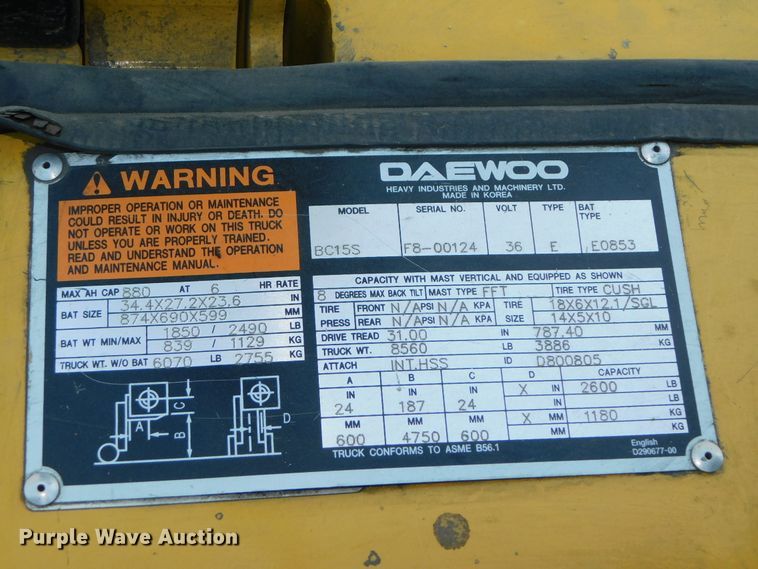 WARNING
IMPROPER OPERATION OR MAINTENANCE
COULD RESULT IN INJURY OR DEATH. DO
NOT OPERATE OR WORK ON THIS TRUCK
UNLESS YOU ARE PROPERLY TRAINED.
READ AND UNDERSTAND THE OPERATION
AND MAINTENANCE MANUAL.
MAX AH CAP 880 AT 6 HR RATE
BAT SIZE 34.4X27.2X23.6 IN
874X690X599 MM
BAT WT MIN/MAX 1850 / 2490 LB
839 / 1129 KG
TRUCK WT. W/O BAT 6070 LB 2755 KG
A B C D
DAEWOO
HEAVY INDUSTRIES AND MACHINERY LTD.
MADE IN KOREA
MODEL SERIAL NO. VOLT TYPE BAT TYPE
BC15S F8-00124 36 E E0853
CAPACITY WITH MAST VERTICAL AND EQUIPPED AS SHOWN
8 DEGREES MAX BACK TILT MAST TYPE FFT TIRE TYPE CUSH
TIRE PRESS FRONT N/A PSI N/A KPA TIRE SIZE 18X6X12.1/SGL
REAR N/A PSI N/A KPA 14X5X10
DRIVE TREAD 31.00 IN 787.40 MM
TRUCK WT. 8560 LB 3886 KG
ATTACH INT.HSS ID D800805
A B C D CAPACITY
IN IN IN X IN 2600 LB
24 187 24
MM MM MM X MM 1180 KG
600 4750 600
TRUCK CONFORMS TO ASME B56.1
English
D290677-00
Purple Wave Auction